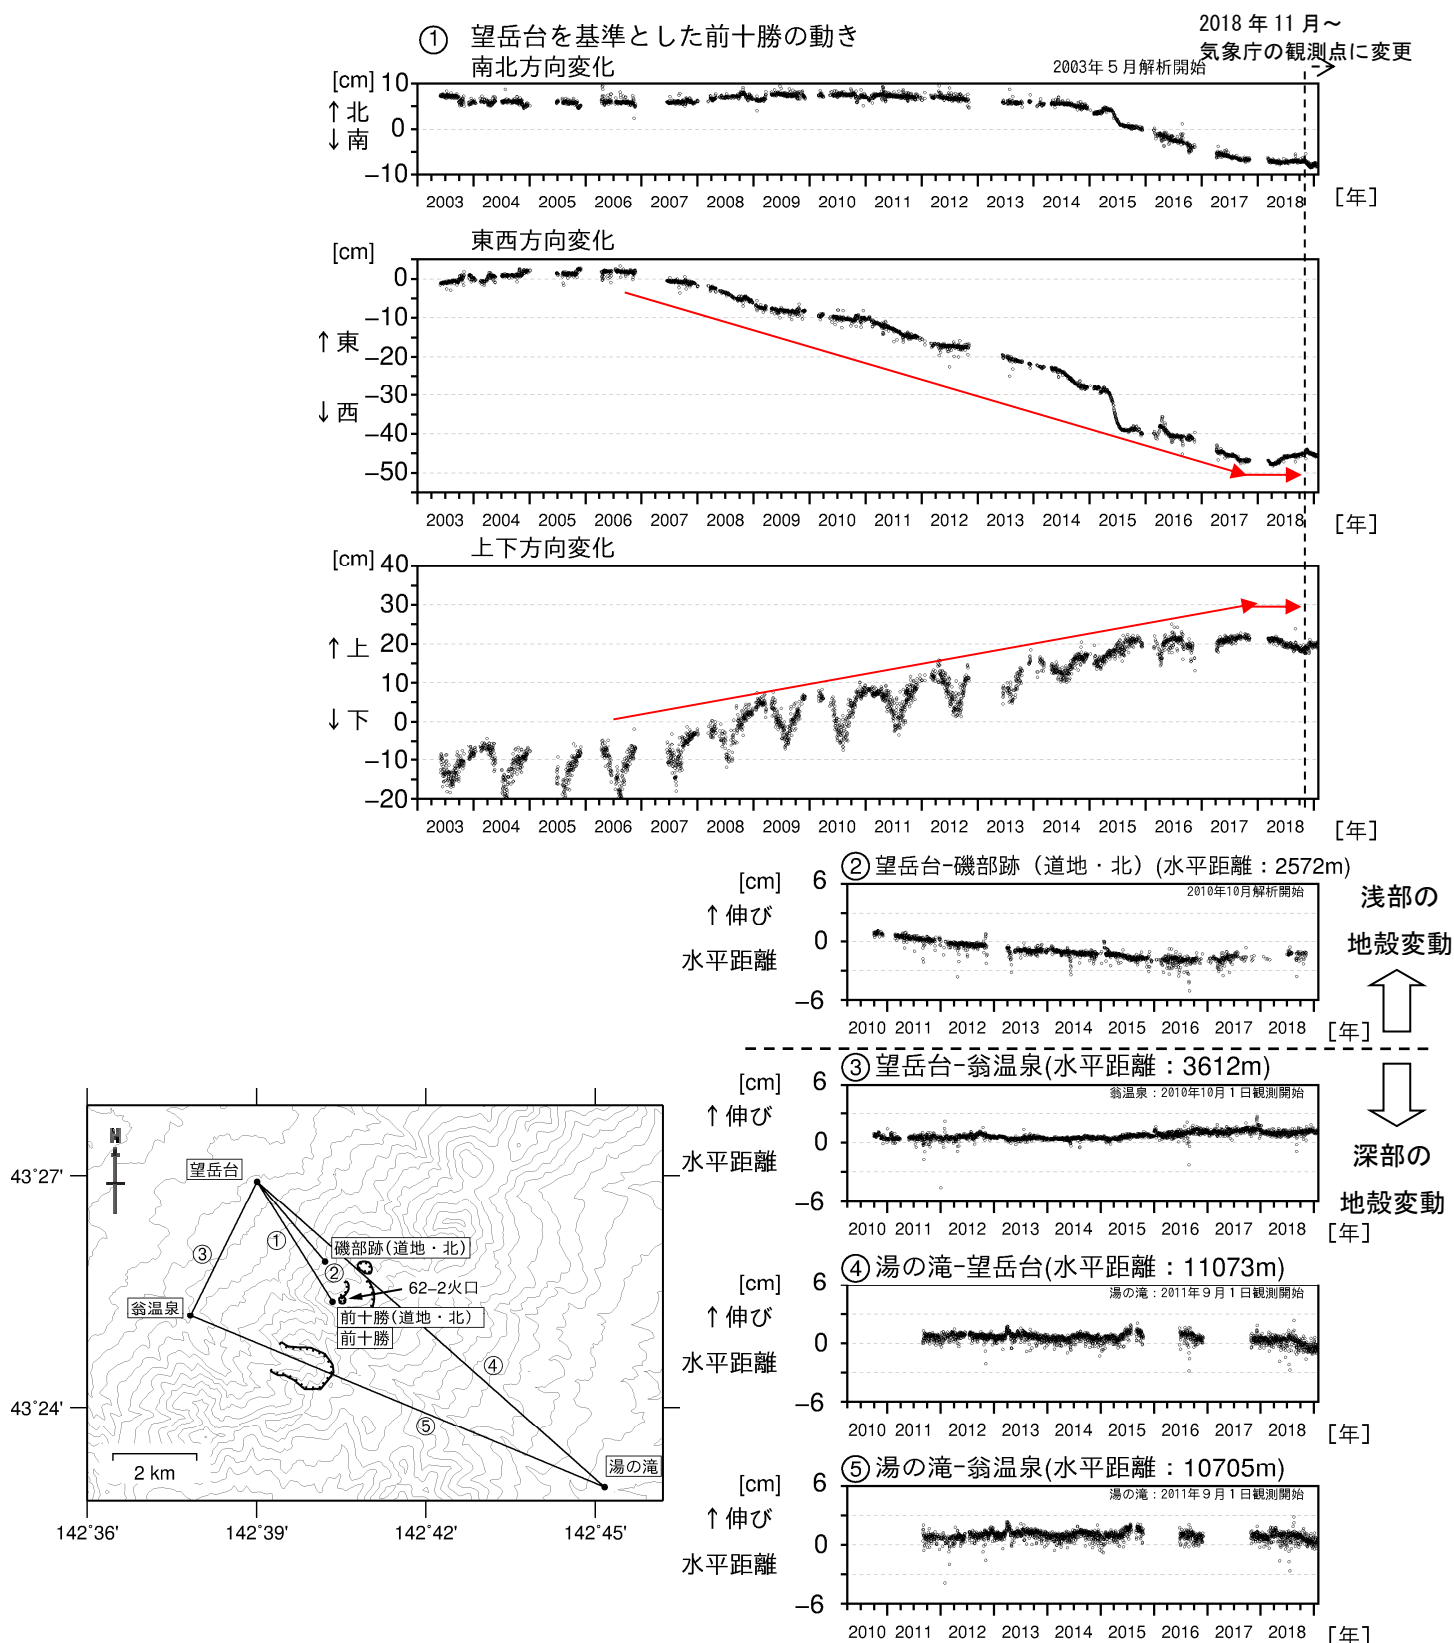 2018 年 11 月～
気象庁の観測点に変更
① 望岳台を基準とした前十勝の動き
南北方向変化
2003年５月解析開始
[cm]
10
↑北
0
↓南
−10
2003 2004 2005 2006 2007 2008 2009 2010 2011 2012 2013 2014 2015 2016 2017 2018
［年］
東西方向変化
[cm]
0
−10
↑東
−20
−30
↓西
−40
−50
2003 2004 2005 2006 2007 2008 2009 2010 2011 2012 2013 2014 2015 2016 2017 2018
［年］
上下方向変化
[cm]
40
30
↑上
20
10
↓下
0
−10
−20
2003 2004 2005 2006 2007 2008 2009 2010 2011 2012 2013 2014 2015 2016 2017 2018
［年］
②望岳台−磯部跡（道地・北）(水平距離：2572m)
2010年10月解析開始
[cm]
6
↑伸び
0
水平距離
−6
2010 2011 2012 2013 2014 2015 2016 2017 2018
［年］
浅部の
地殻変動
③望岳台−翁温泉(水平距離：3612m)
翁温泉：2010年10月１日観測開始
[cm]
6
↑伸び
0
水平距離
−6
2010 2011 2012 2013 2014 2015 2016 2017 2018
［年］
深部の
地殻変動
④湯の滝−望岳台(水平距離：11073m)
湯の滝：2011年９月１日観測開始
[cm]
6
↑伸び
0
水平距離
−6
2010 2011 2012 2013 2014 2015 2016 2017 2018
［年］
⑤湯の滝−翁温泉(水平距離：10705m)
湯の滝：2011年９月１日観測開始
[cm]
6
↑伸び
0
水平距離
−6
2010 2011 2012 2013 2014 2015 2016 2017 2018
［年］
N
43˚27'
43˚24'
望岳台
③
①
②
磯部跡(道地・北)
62−2火口
翁温泉
前十勝(道地・北)
前十勝
④
⑤
湯の滝
2 km
142˚36' 142˚39' 142˚42' 142˚45'